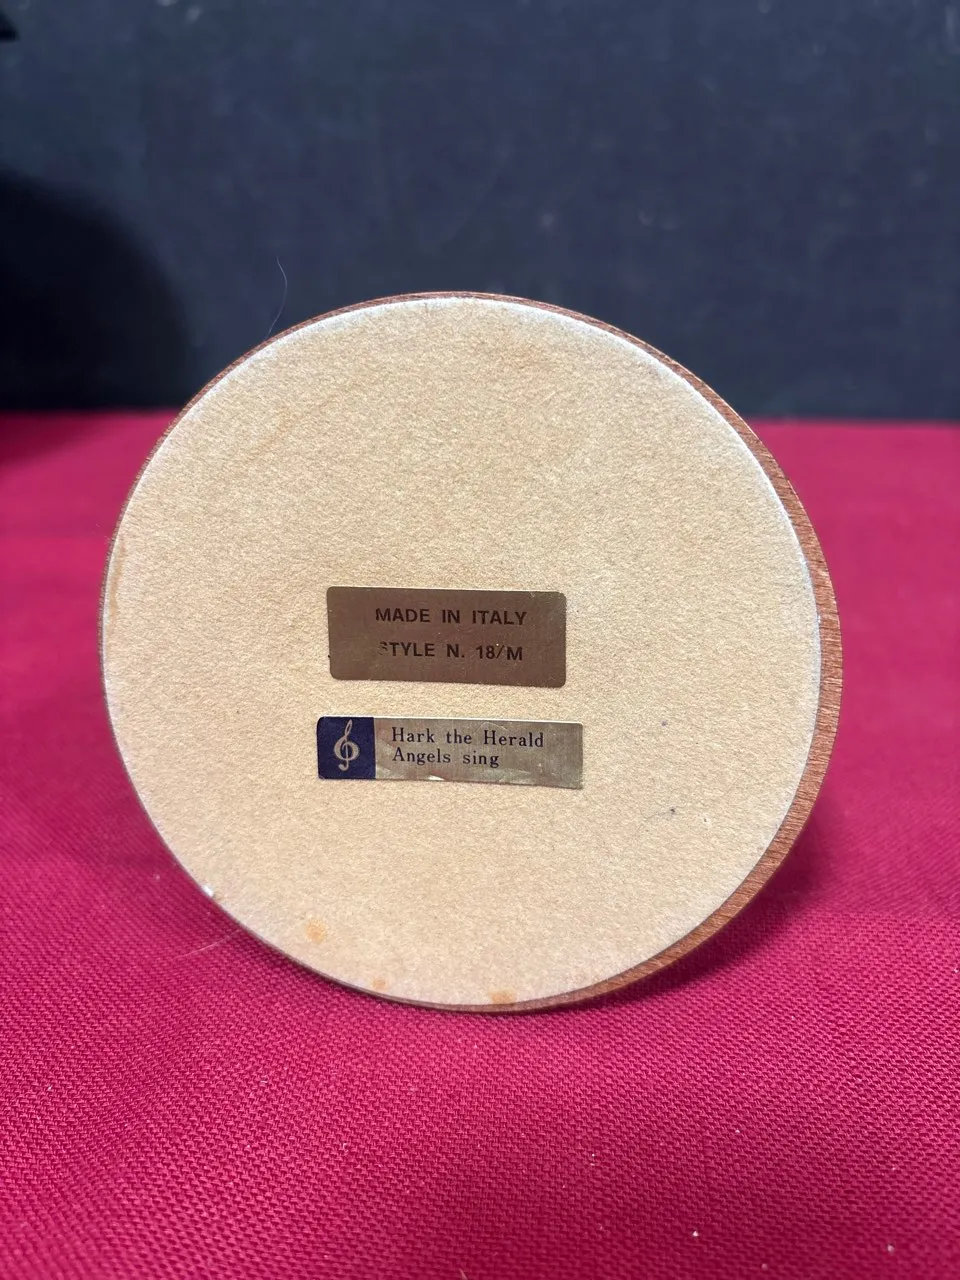 MADE IN ITALY
STYLE N. 18/M
Hark the Herald
Angels sing